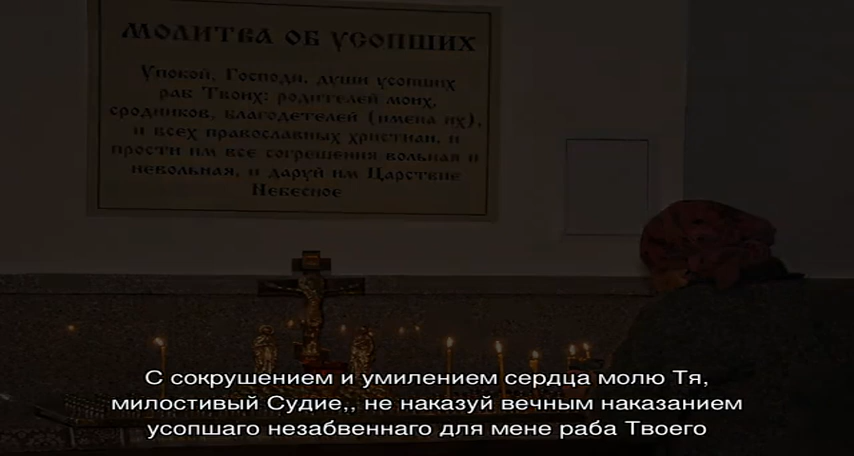 МОЛИТВА ОБ УСОПШИХ
Упокой, Господи, души усопших
раб Твоих: родителей моих,
сродников, благодетелей (имена их),
и всех православных христиан, и
прости им все согрешения вольная и
невольная, и даруй им Царствие
Небесное
С сокрушением и умилением сердца молю Тя,
милостивый Судие,, не наказуй вечным наказанием
усопшаго незабвеннаго для мене раба Твоего